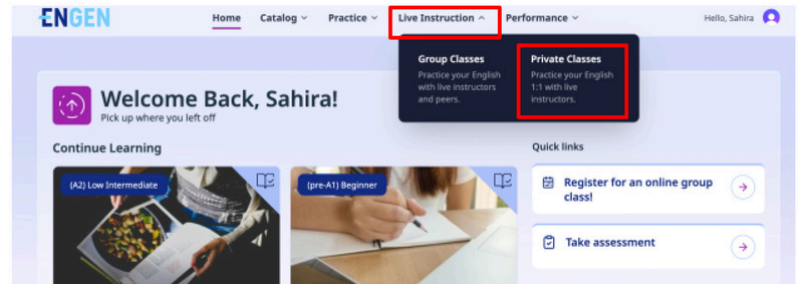 ENGEN
Home Catalog Practice Live Instruction Performance Hello, Sahira
Group Classes
Practice your English
with live instructors
and peers.
Private Classes
Practice your English
1:1 with live
instructors.
Welcome Back, Sahira!
Pick up where you left off
Continue Learning
(A2) Low Intermediate
(pre-A1) Beginner
Quick links
Register for an online group
class!
Take assessment